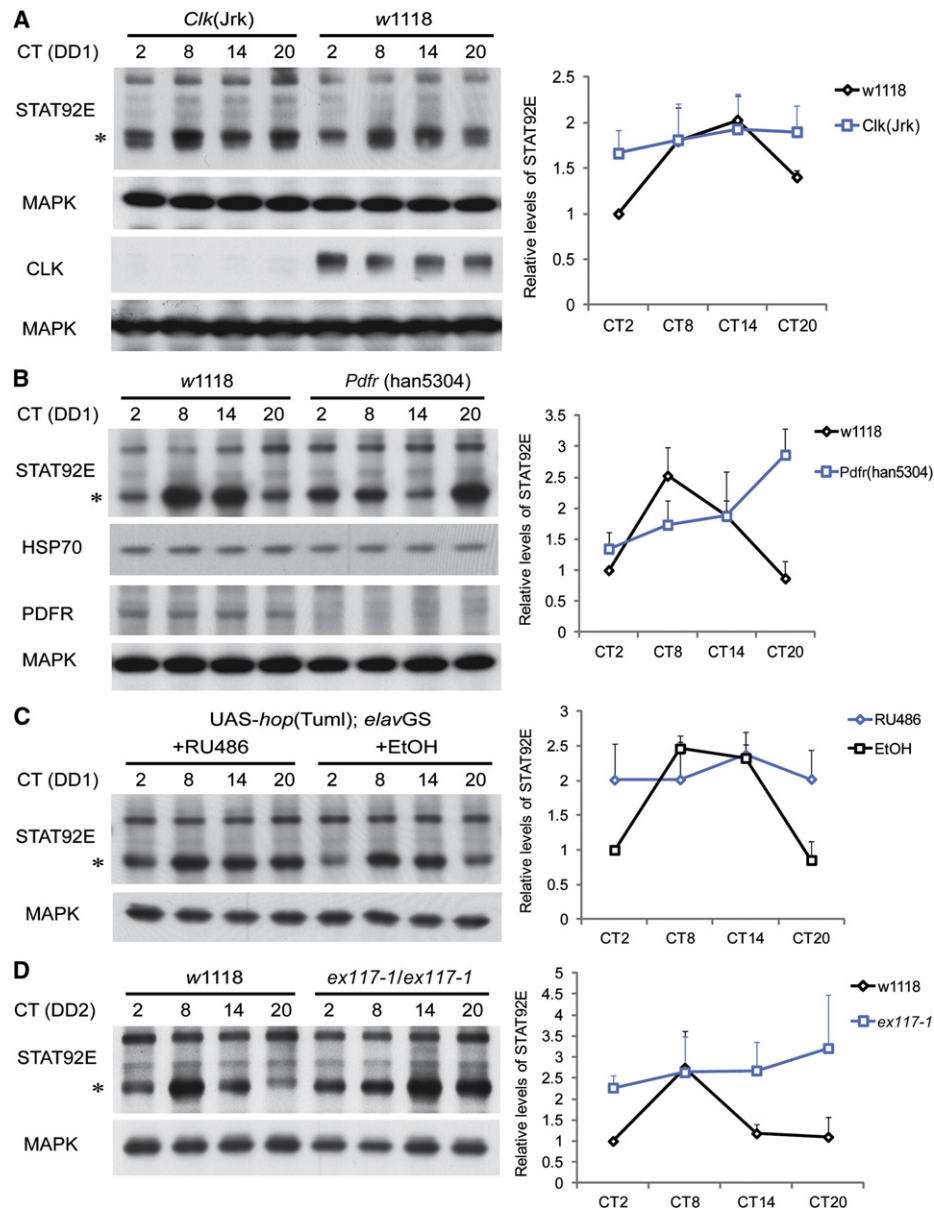 A
Clk(Jrk) w1118
CT (DD1) 2 8 14 20 2 8 14 20
STAT92E
*
MAPK
CLK
MAPK
Relative levels of STAT92E
2.5
2
1.5
1
0.5
0
CT2 CT8 CT14 CT20
w1118
Clk(Jrk)
B
w1118 Pdfr (han5304)
CT (DD1) 2 8 14 20 2 8 14 20
STAT92E
*
HSP70
PDFR
MAPK
Relative levels of STAT92E
3.5
3
2.5
2
1.5
1
0.5
0
CT2 CT8 CT14 CT20
w1118
Pdfr(han5304)
C
UAS-hop(Tuml); elavGS
+RU486 +EtOH
CT (DD1) 2 8 14 20 2 8 14 20
STAT92E
*
MAPK
Relative levels of STAT92E
3
2.5
2
1.5
1
0.5
0
CT2 CT8 CT14 CT20
RU486
EtOH
D
w1118 ex117-1/ex117-1
CT (DD2) 2 8 14 20 2 8 14 20
STAT92E
*
MAPK
Relative levels of STAT92E
5
4.5
4
3.5
3
2.5
2
1.5
1
0.5
0
CT2 CT8 CT14 CT20
w1118
ex117-1